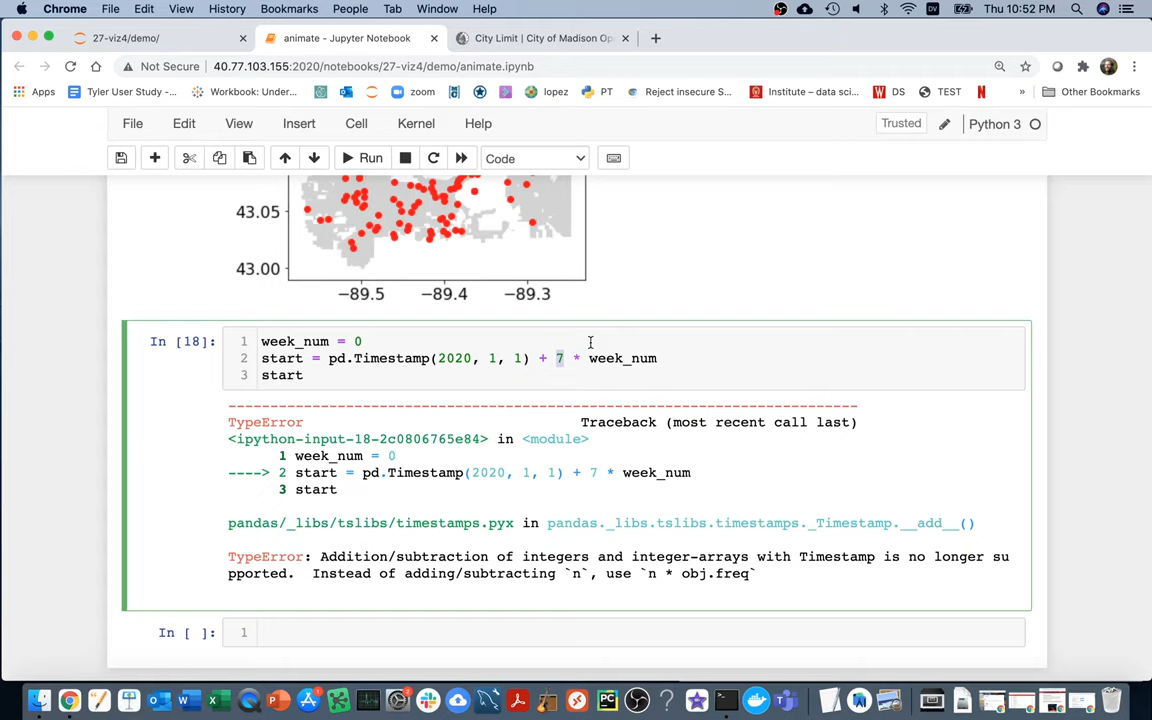 Chrome File Edit View History Bookmarks People Tab Window Help Thu 10:52 PM
27-viz4/demo/ animate - Jupyter Notebook City Limit | City of Madison Op
Not Secure 40.77.103.155:2020/notebooks/27-viz4/demo/animate.ipynb
Apps Tyler User Study -... Workbook: Under... zoom lopez PT Reject insecure S... Institute – data sci... DS TEST » Other Bookmarks
File Edit View Insert Cell Kernel Help Trusted Python 3
Run Code
43.05
43.00
−89.5 −89.4 −89.3
In [18]: 1 week_num = 0
2 start = pd.Timestamp(2020, 1, 1) + 7 * week_num
3 start
TypeError Traceback (most recent call last)
<ipython-input-18-2c0806765e84> in <module>
1 week_num = 0
----> 2 start = pd.Timestamp(2020, 1, 1) + 7 * week_num
3 start
pandas/_libs/tslibs/timestamps.pyx in pandas._libs.tslibs.timestamps._Timestamp.__add__()
TypeError: Addition/subtraction of integers and integer-arrays with Timestamp is no longer su
pported.  Instead of adding/subtracting `n`, use `n * obj.freq`
In [ ]: 1